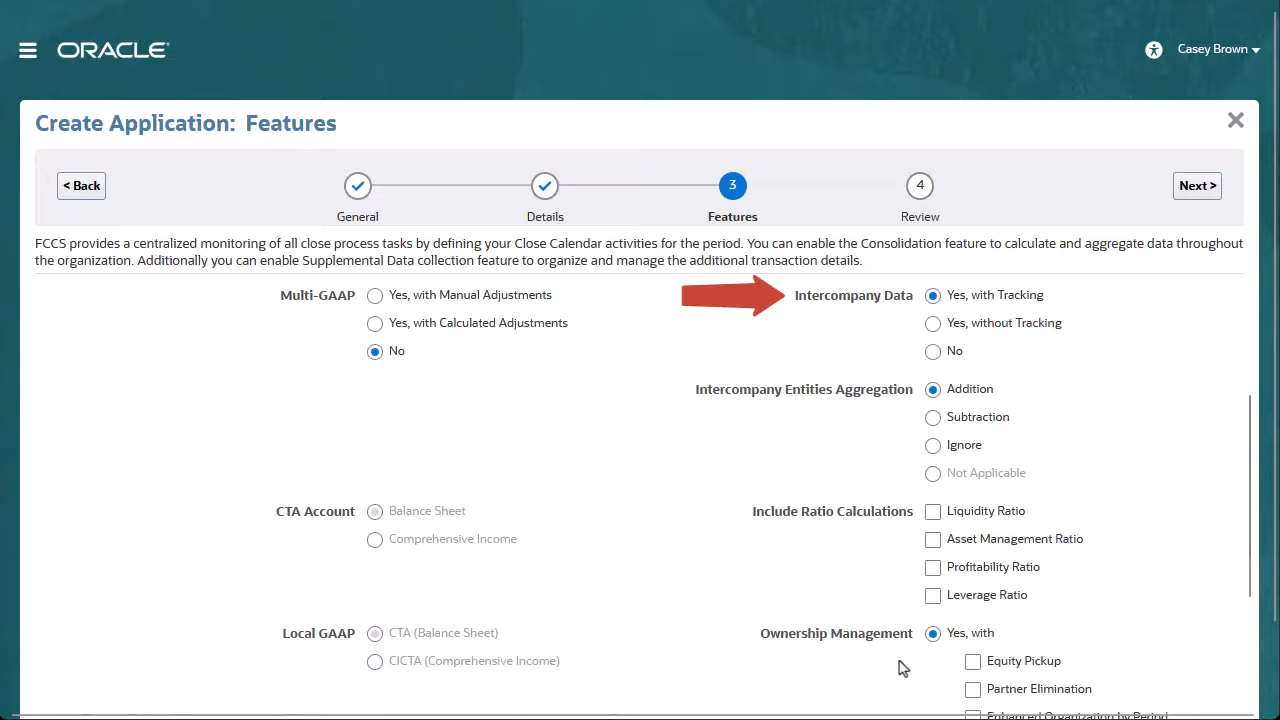 ORACLE
Casey Brown
Create Application: Features
< Back
3
4
Next >
General
Details
Features
Review
FCCS provides a centralized monitoring of all close process tasks by defining your Close Calendar activities for the period. You can enable the Consolidation feature to calculate and aggregate data throughout
the organization. Additionally you can enable Supplemental Data collection feature to organize and manage the additional transaction details.
Multi-GAAP
Yes, with Manual Adjustments
Yes, with Calculated Adjustments
No
Intercompany Data
Yes, with Tracking
Yes, without Tracking
No
Intercompany Entities Aggregation
Addition
Subtraction
Ignore
Not Applicable
CTA Account
Balance Sheet
Comprehensive Income
Include Ratio Calculations
Liquidity Ratio
Asset Management Ratio
Profitability Ratio
Leverage Ratio
Local GAAP
CTA (Balance Sheet)
CICTA (Comprehensive Income)
Ownership Management
Yes, with
Equity Pickup
Partner Elimination
Enhanced Organization by Period